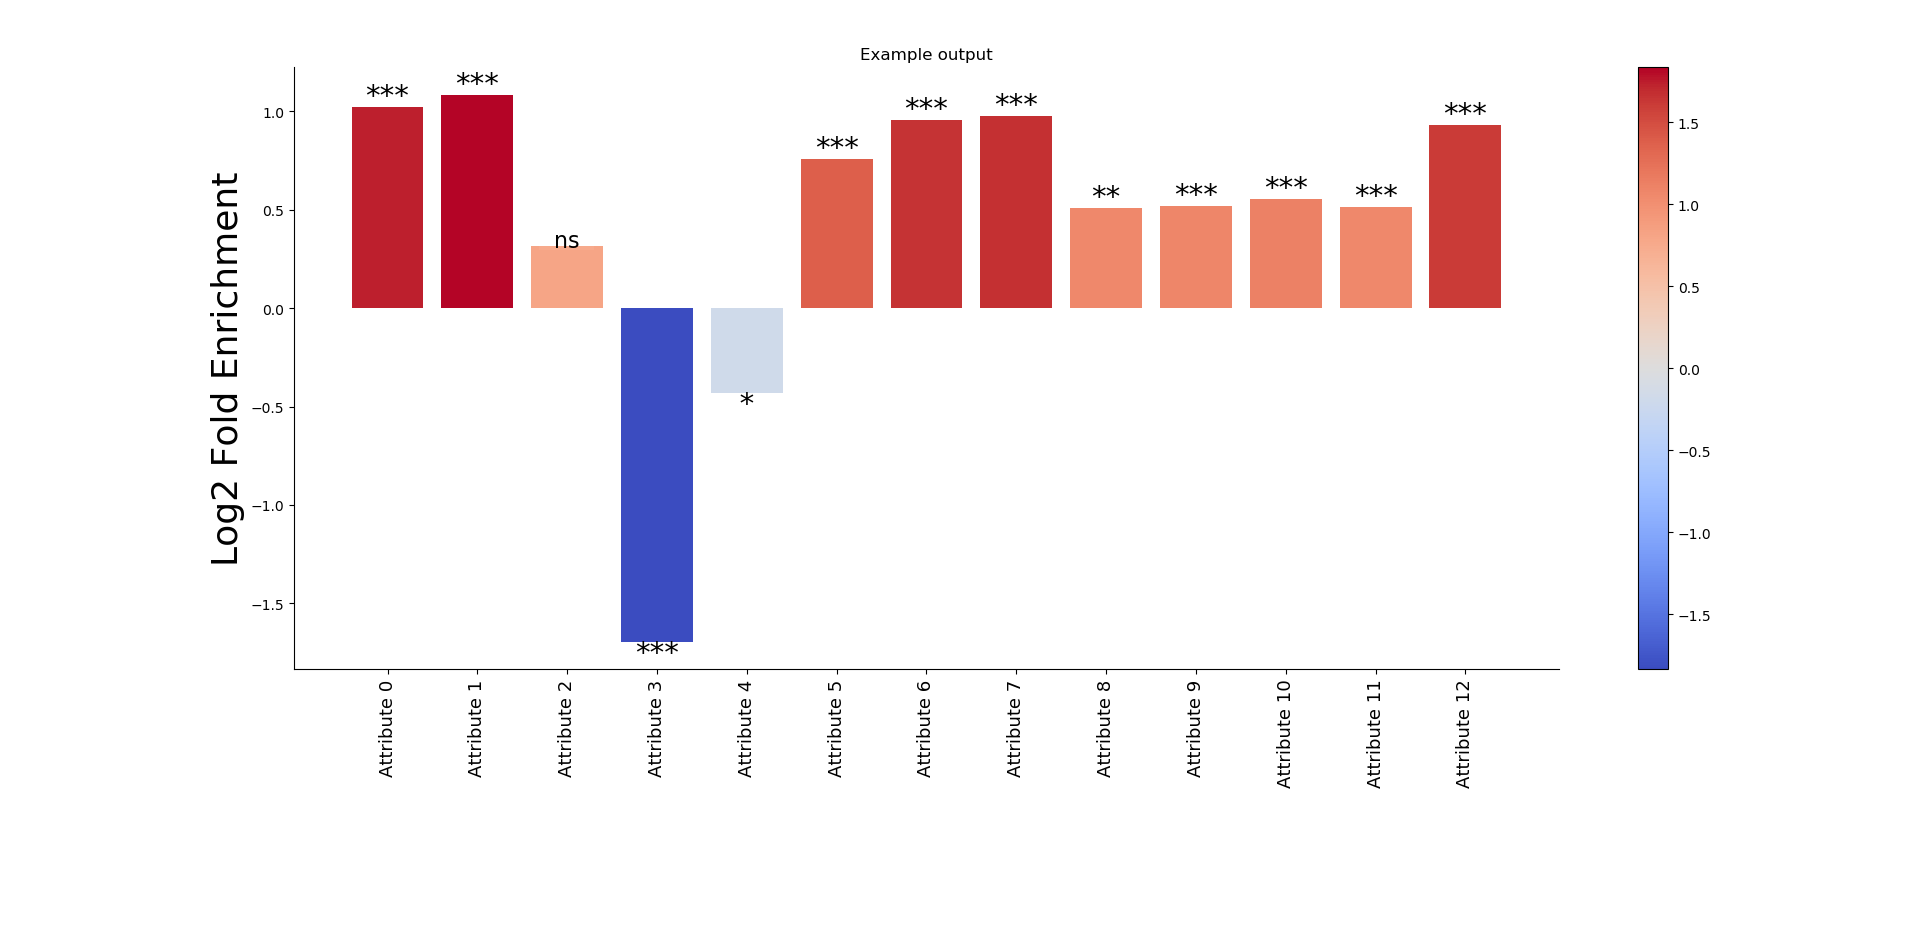 Example output
Log2 Fold Enrichment
1.0
0.5
0.0
−0.5
−1.0
−1.5
***
***
ns
***
*
***
***
***
**
***
***
***
***
Attribute 0
Attribute 1
Attribute 2
Attribute 3
Attribute 4
Attribute 5
Attribute 6
Attribute 7
Attribute 8
Attribute 9
Attribute 10
Attribute 11
Attribute 12
1.5
1.0
0.5
0.0
−0.5
−1.0
−1.5